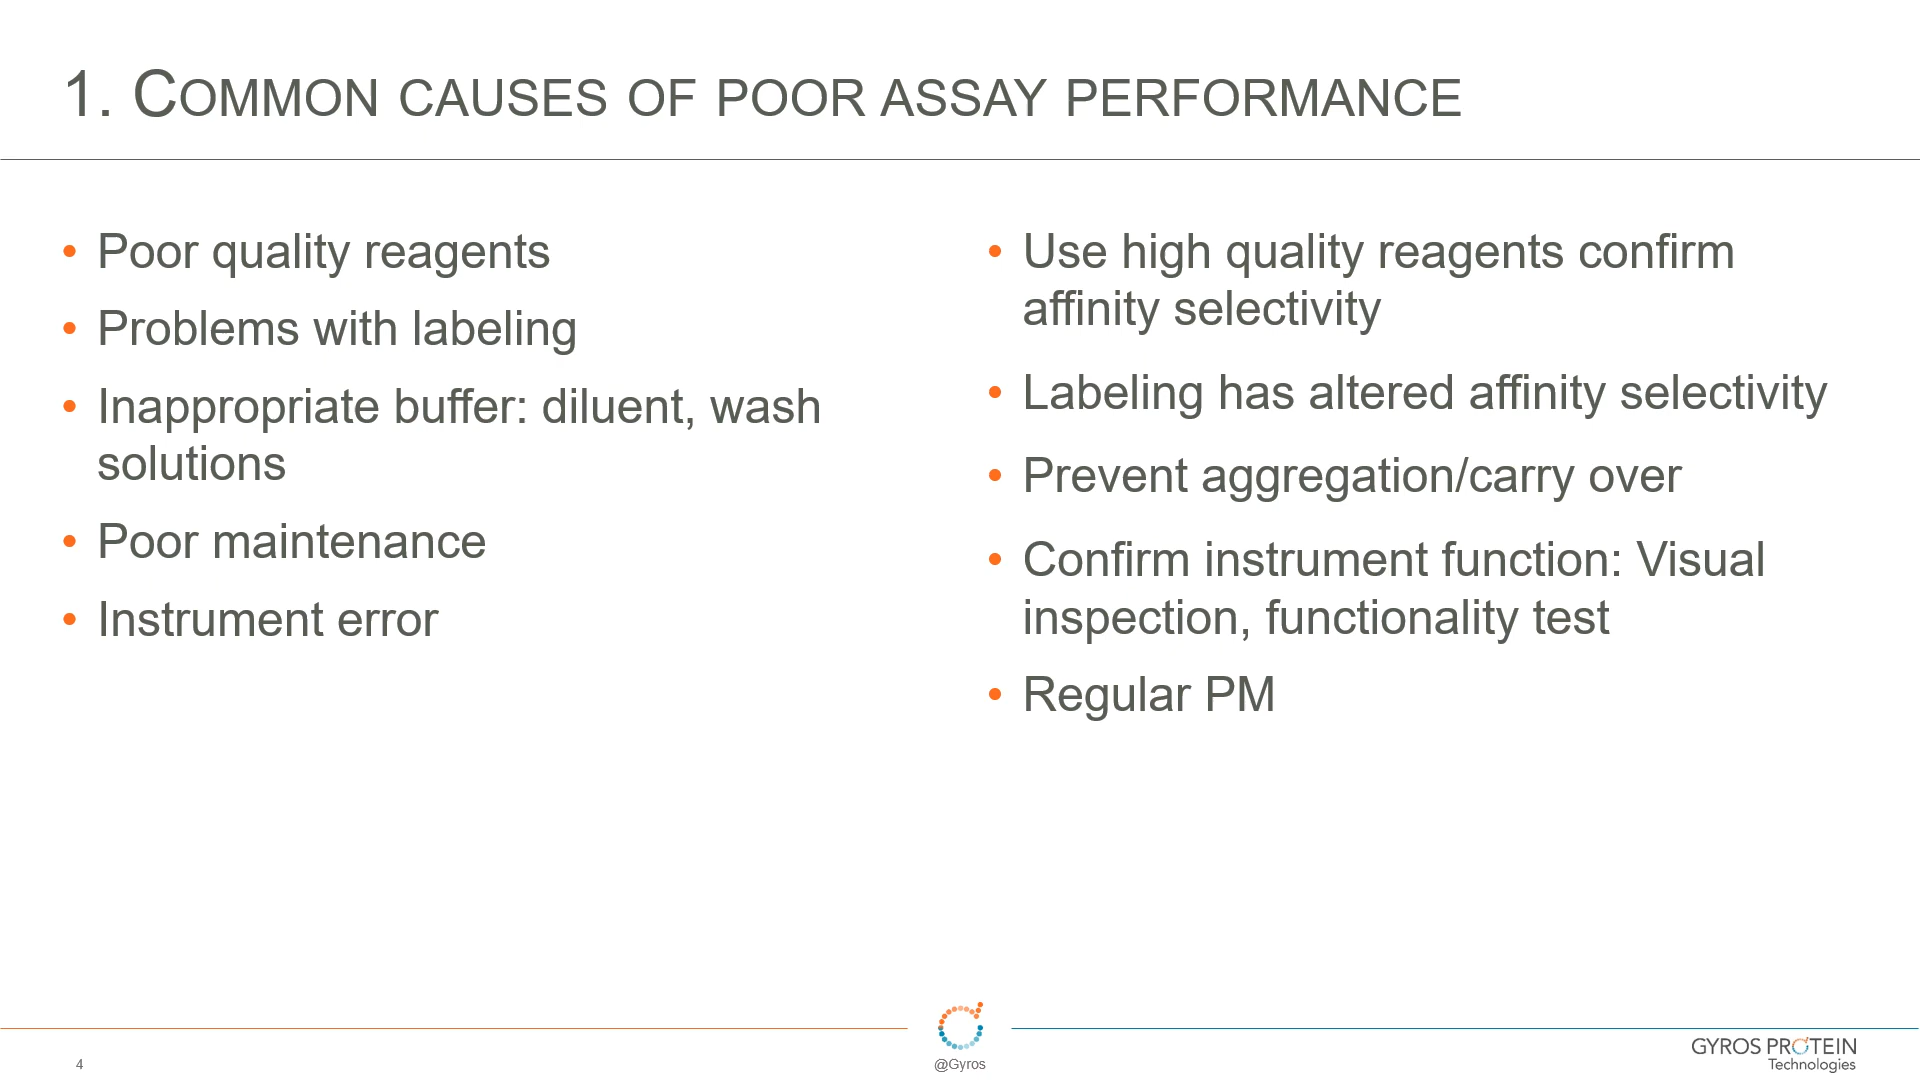 1. COMMON CAUSES OF POOR ASSAY PERFORMANCE
• Poor quality reagents
• Problems with labeling
• Inappropriate buffer: diluent, wash
solutions
• Poor maintenance
• Instrument error
• Use high quality reagents confirm
affinity selectivity
• Labeling has altered affinity selectivity
• Prevent aggregation/carry over
• Confirm instrument function: Visual
inspection, functionality test
• Regular PM
4
@Gyros
GYROS PROTEIN
Technologies